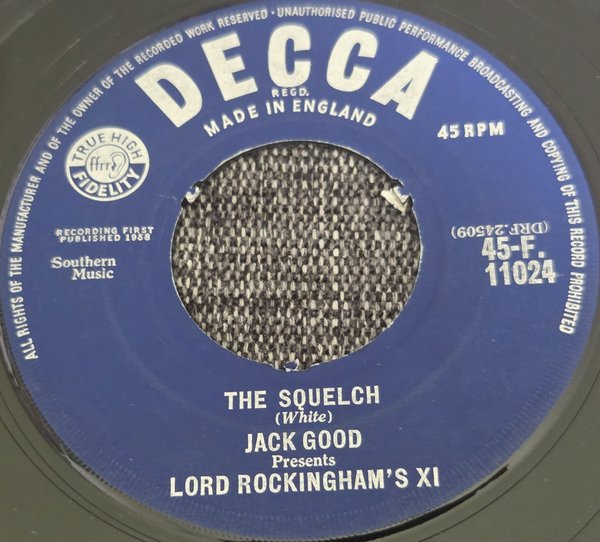 ALL RIGHTS OF THE MANUFACTURER AND OF THE OWNER OF THE RECORDED WORK RESERVED · UNAUTHORISED PUBLIC PERFORMANCE BROADCASTING AND COPYING OF THIS RECORD PROHIBITED
DECCA
REGD.
MADE IN ENGLAND
45 RPM
TRUE HIGH
ffrr
FIDELITY
RECORDING FIRST
PUBLISHED 1958
Southern
Music
(DRF.24509)
45-F.
11024
THE SQUELCH
(White)
JACK GOOD
Presents
LORD ROCKINGHAM'S XI